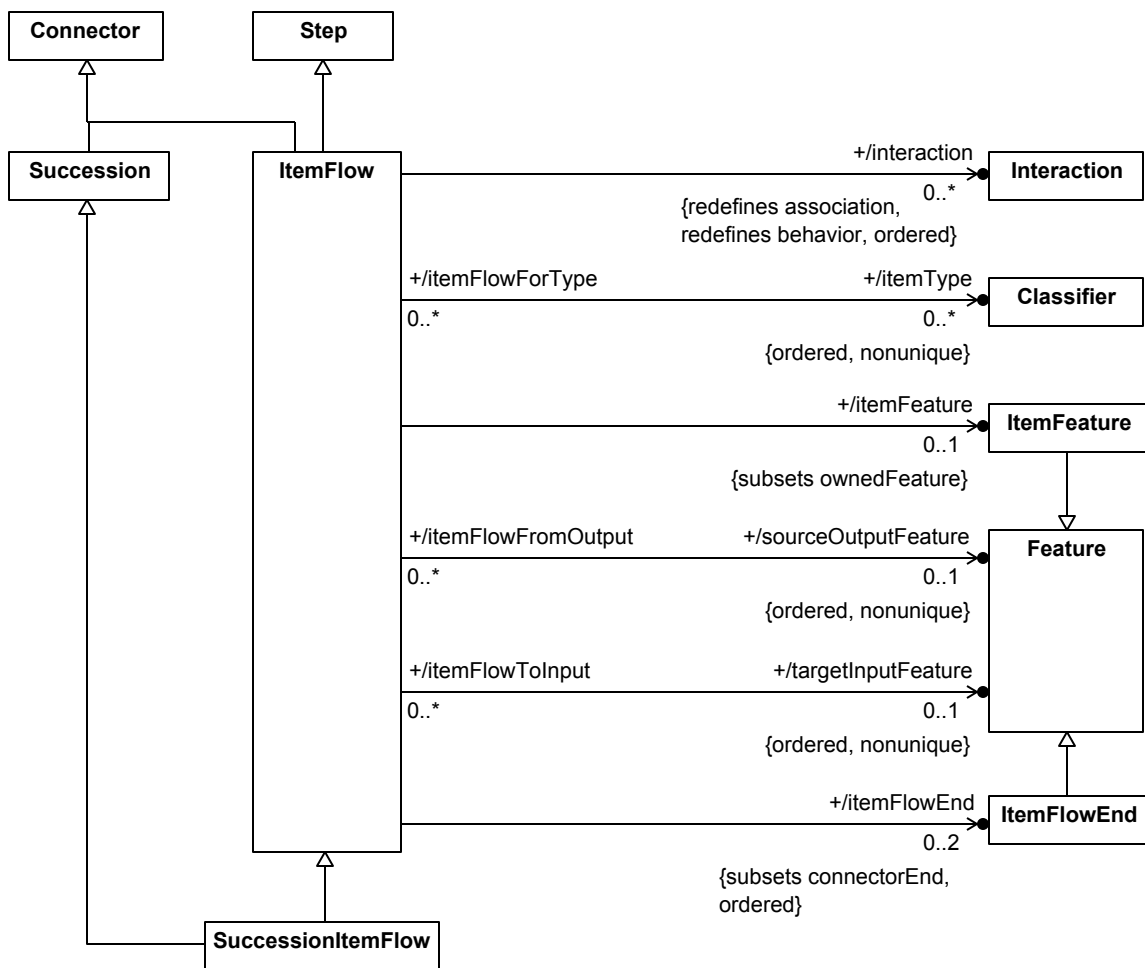 Connector
Step
Succession
ItemFlow
+/interaction
Interaction
0..*
{redefines association,
redefines behavior, ordered}
+/itemFlowForType
+/itemType
Classifier
0..*
0..*
{ordered, nonunique}
+/itemFeature
ItemFeature
0..1
{subsets ownedFeature}
+/itemFlowFromOutput
+/sourceOutputFeature
Feature
0..*
0..1
{ordered, nonunique}
+/itemFlowToInput
+/targetInputFeature
0..*
0..1
{ordered, nonunique}
+/itemFlowEnd
ItemFlowEnd
0..2
{subsets connectorEnd,
ordered}
SuccessionItemFlow